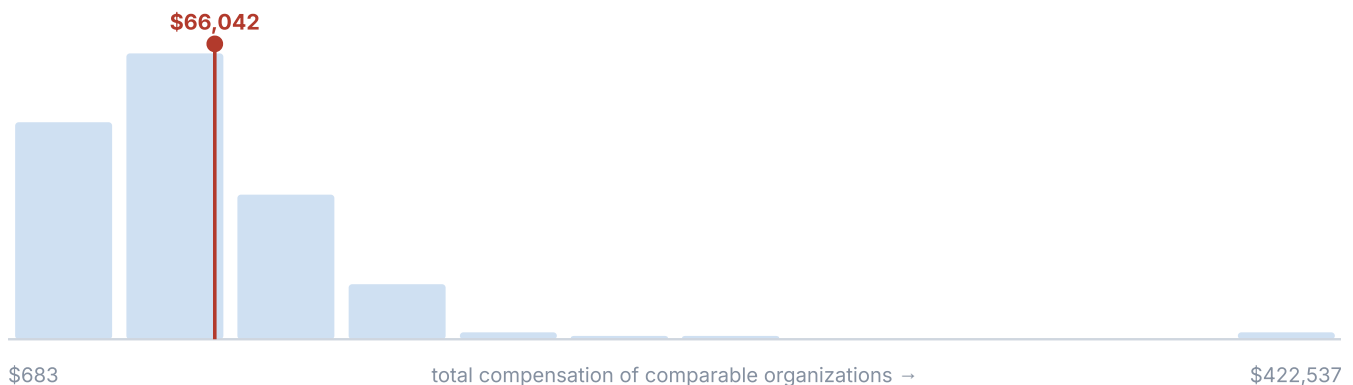 $66,042
$683 total compensation of comparable organizations → $422,537